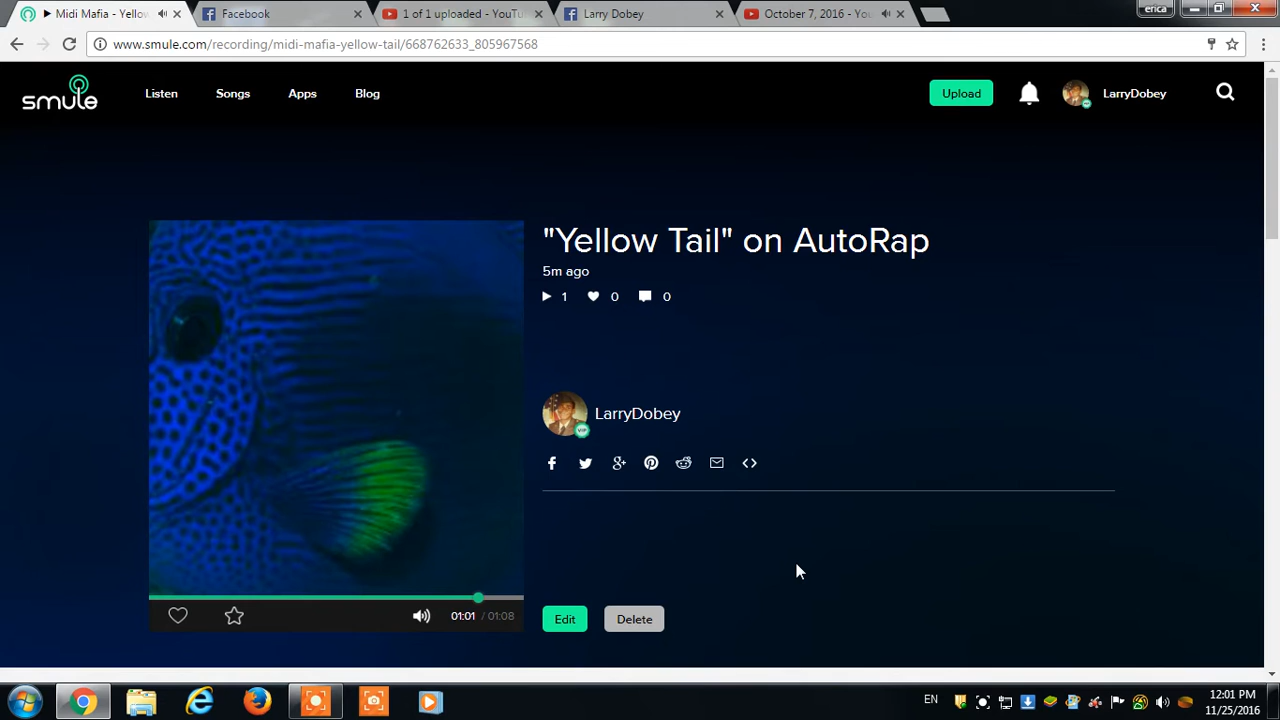 Midi Mafia - Yellow
Facebook
1 of 1 uploaded - YouTu
Larry Dobey
October 7, 2016 - You
erica
www.smule.com/recording/midi-mafia-yellow-tail/668762633_805967568
smule
Listen
Songs
Apps
Blog
Upload
LarryDobey
"Yellow Tail" on AutoRap
5m ago
1
0
0
LarryDobey
VIP
01:01 / 01:08
Edit
Delete
EN
12:01 PM
11/25/2016